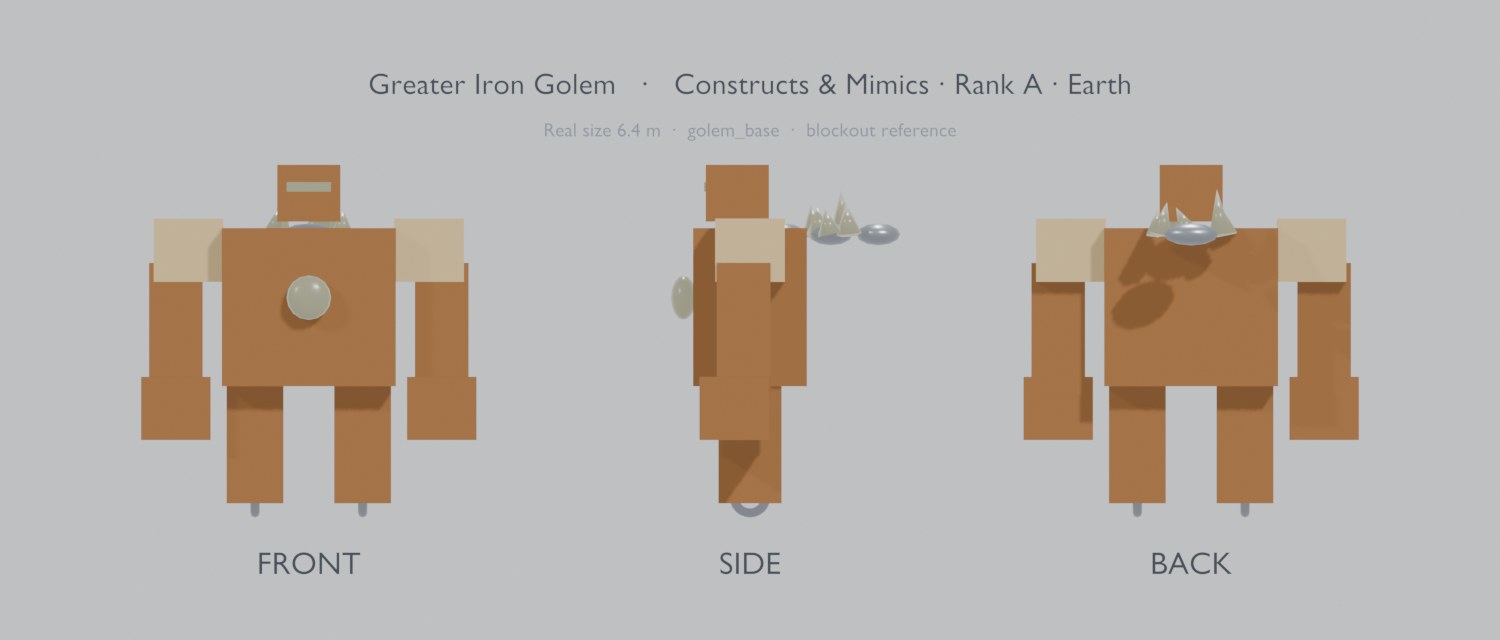 Greater Iron Golem · Constructs & Mimics · Rank A · Earth
Real size 6.4 m · golem_base · blockout reference
FRONT SIDE BACK